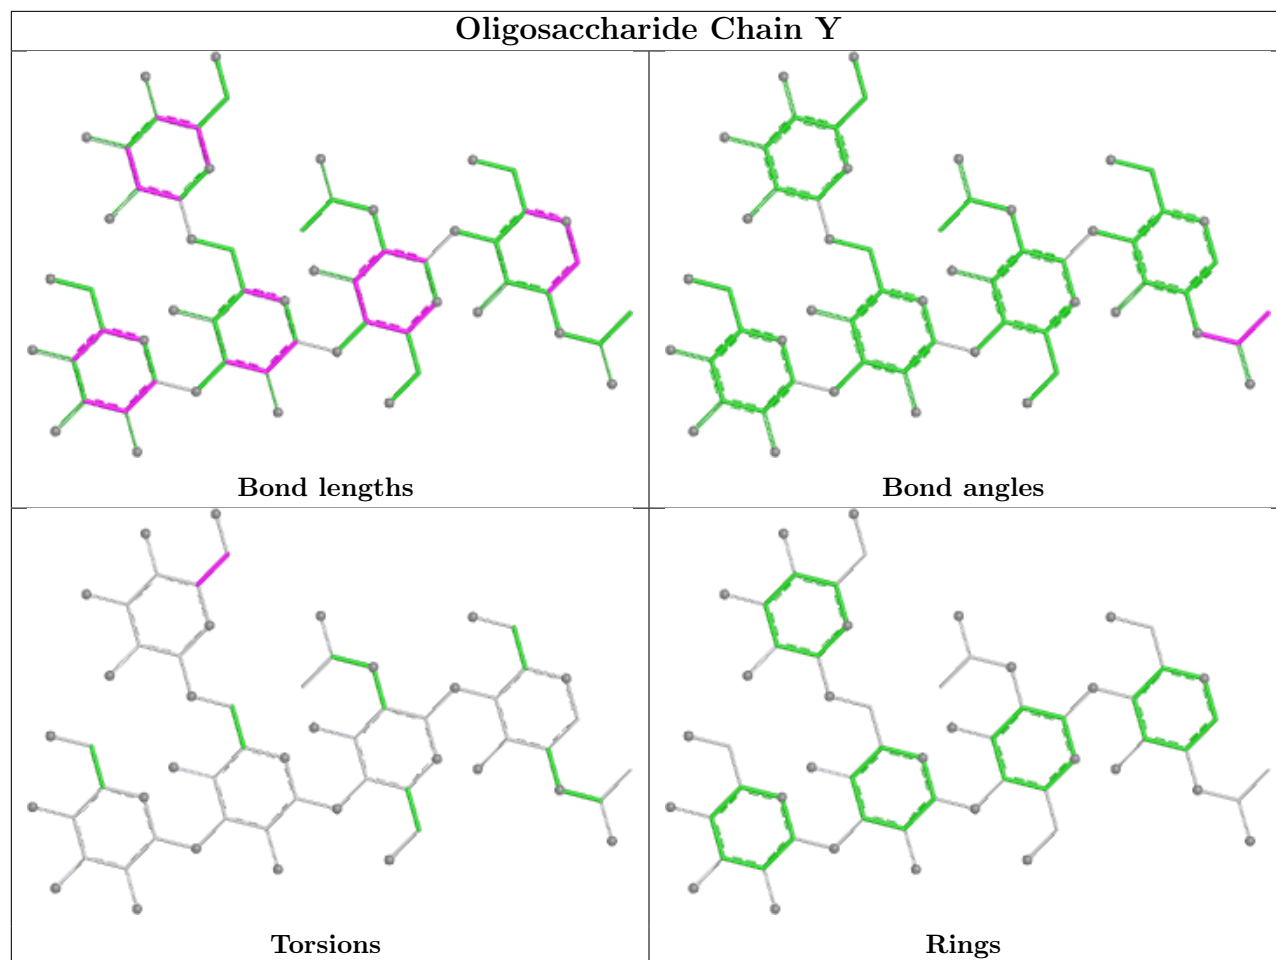 Oligosaccharide Chain Y
Bond lengths
Bond angles
Torsions
Rings